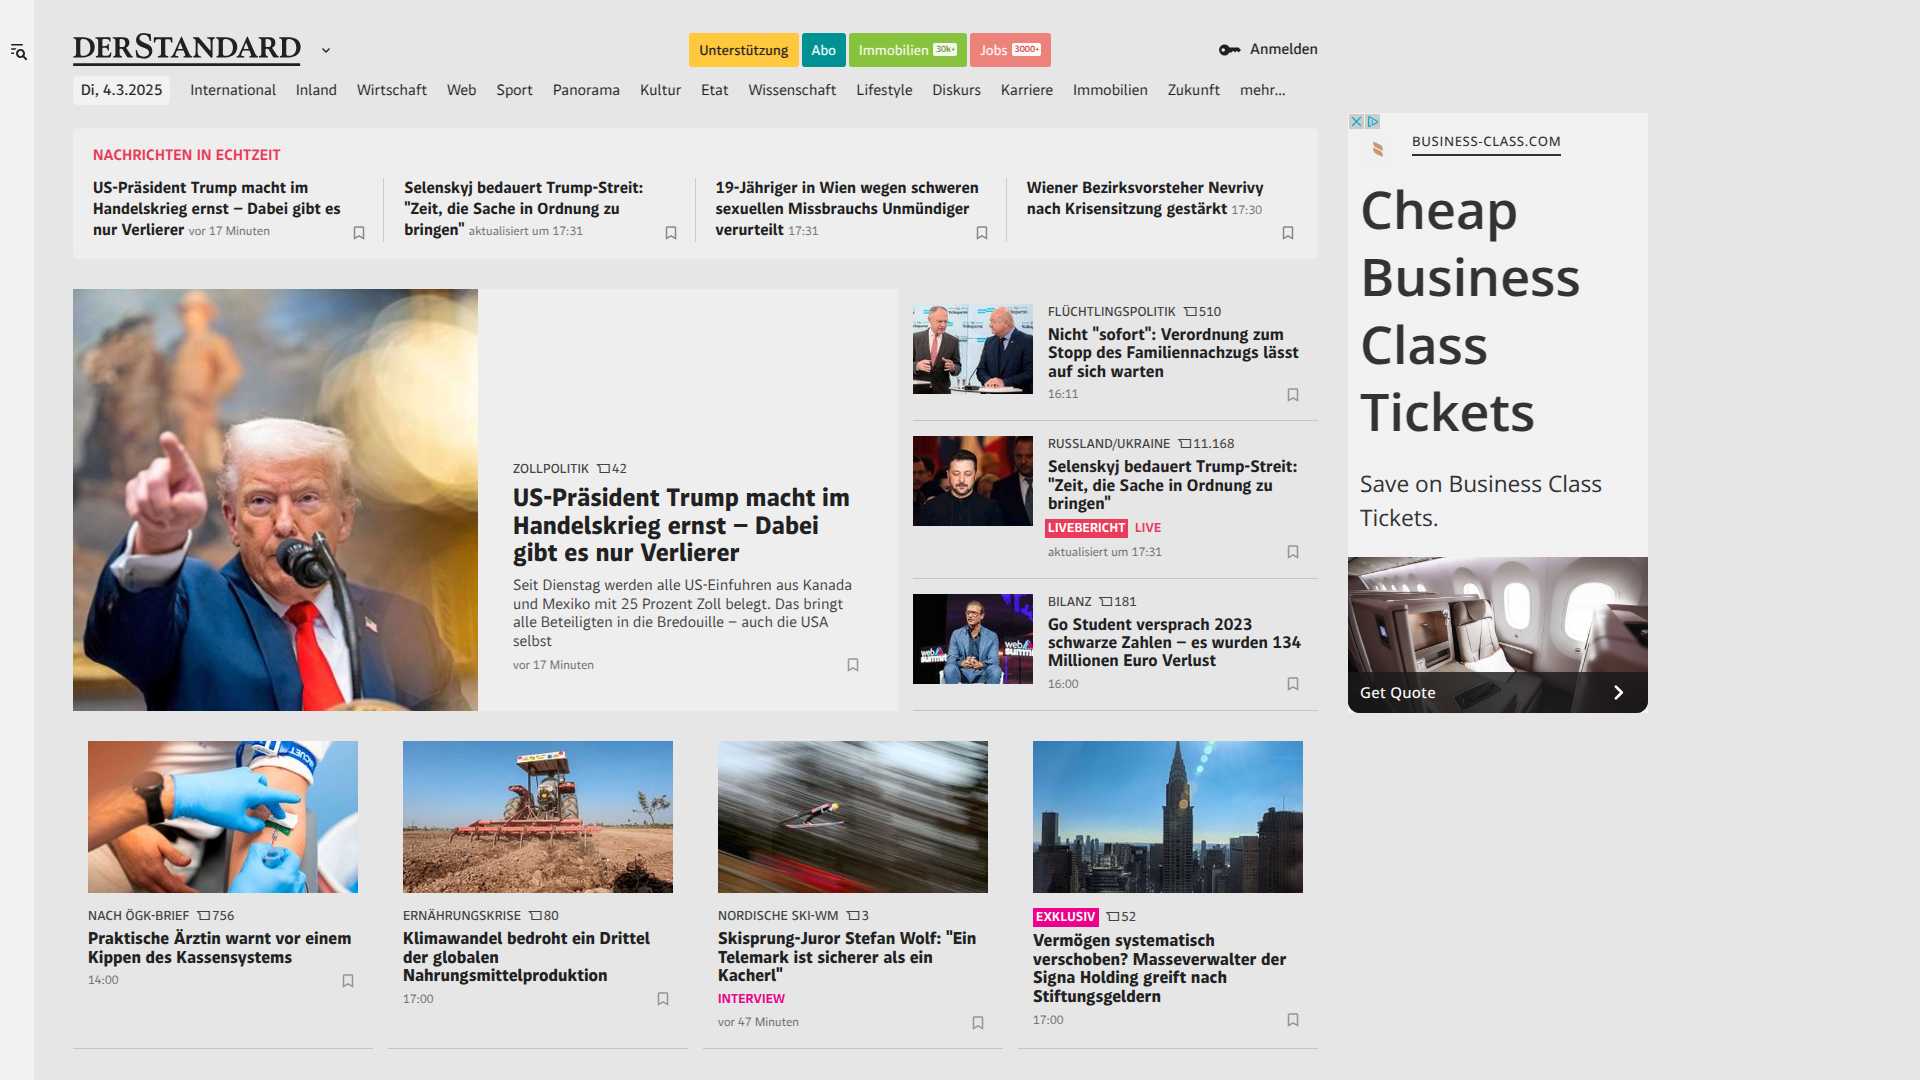 DERSTANDARD
Unterstützung
Abo
Immobilien 30k+
Jobs 3000+
Anmelden
Di, 4.3.2025
International
Inland
Wirtschaft
Web
Sport
Panorama
Kultur
Etat
Wissenschaft
Lifestyle
Diskurs
Karriere
Immobilien
Zukunft
mehr...
NACHRICHTEN IN ECHTZEIT
US-Präsident Trump macht im
Handelskrieg ernst – Dabei gibt es
nur Verlierer vor 17 Minuten
Selenskyj bedauert Trump-Streit:
"Zeit, die Sache in Ordnung zu
bringen" aktualisiert um 17:31
19-Jähriger in Wien wegen schweren
sexuellen Missbrauchs Unmündiger
verurteilt 17:31
Wiener Bezirksvorsteher Nevrivy
nach Krisensitzung gestärkt 17:30
ZOLLPOLITIK 42
US-Präsident Trump macht im
Handelskrieg ernst – Dabei
gibt es nur Verlierer
Seit Dienstag werden alle US-Einfuhren aus Kanada
und Mexiko mit 25 Prozent Zoll belegt. Das bringt
alle Beteiligten in die Bredouille – auch die USA
selbst
vor 17 Minuten
FLÜCHTLINGSPOLITIK 510
Nicht "sofort": Verordnung zum
Stopp des Familiennachzugs lässt
auf sich warten
16:11
RUSSLAND/UKRAINE 11.168
Selenskyj bedauert Trump-Streit:
"Zeit, die Sache in Ordnung zu
bringen"
LIVEBERICHT LIVE
aktualisiert um 17:31
web summit
web summit
BILANZ 181
Go Student versprach 2023
schwarze Zahlen – es wurden 134
Millionen Euro Verlust
16:00
BUSINESS-CLASS.COM
Cheap
Business
Class
Tickets
Save on Business Class
Tickets.
Get Quote
NACH ÖGK-BRIEF 756
Praktische Ärztin warnt vor einem
Kippen des Kassensystems
14:00
ERNÄHRUNGSKRISE 80
Klimawandel bedroht ein Drittel
der globalen
Nahrungsmittelproduktion
17:00
NORDISCHE SKI-WM 3
Skisprung-Juror Stefan Wolf: "Ein
Telemark ist sicherer als ein
Kacherl"
INTERVIEW
vor 47 Minuten
EXKLUSIV 52
Vermögen systematisch
verschoben? Masseverwalter der
Signa Holding greift nach
Stiftungsgeldern
17:00